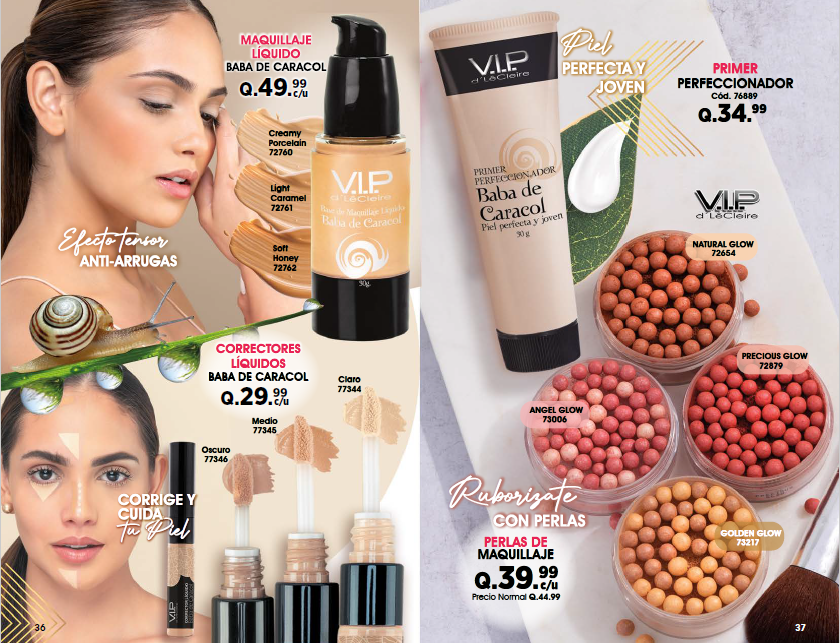 MAQUILLAJE
LÍQUIDO
BABA DE CARACOL
Q.49.99
c/u
Creamy
Porcelain
72760
Light
Caramel
72761
Soft
Honey
72762
V.I.P
d'LeCleire
Base de Maquillaje Líquido
Baba de Caracol
30g.
Efecto tensor
ANTI-ARRUGAS
CORRECTORES
LÍQUIDOS
BABA DE CARACOL
Q.29.99
c/u
Claro
77344
Medio
77345
Oscuro
77346
CORRIGE Y
CUIDA
tu Piel
V.I.P
CORRECTOR LÍQUIDO
36
V.I.P
d'LeCleire
PRIMER
PERFECCIONADOR
Baba de
Caracol
Piel perfecta y joven
30 g
Piel
PERFECTA Y
JOVEN
PRIMER
PERFECCIONADOR
Cód. 76889
Q.34.99
V.I.P
d'LeCleire
NATURAL GLOW
72654
PRECIOUS GLOW
72879
ANGEL GLOW
73006
GOLDEN GLOW
73217
Ruborízate
CON PERLAS
PERLAS DE
MAQUILLAJE
Q.39.99
c/u
Precio Normal Q.44.99
37